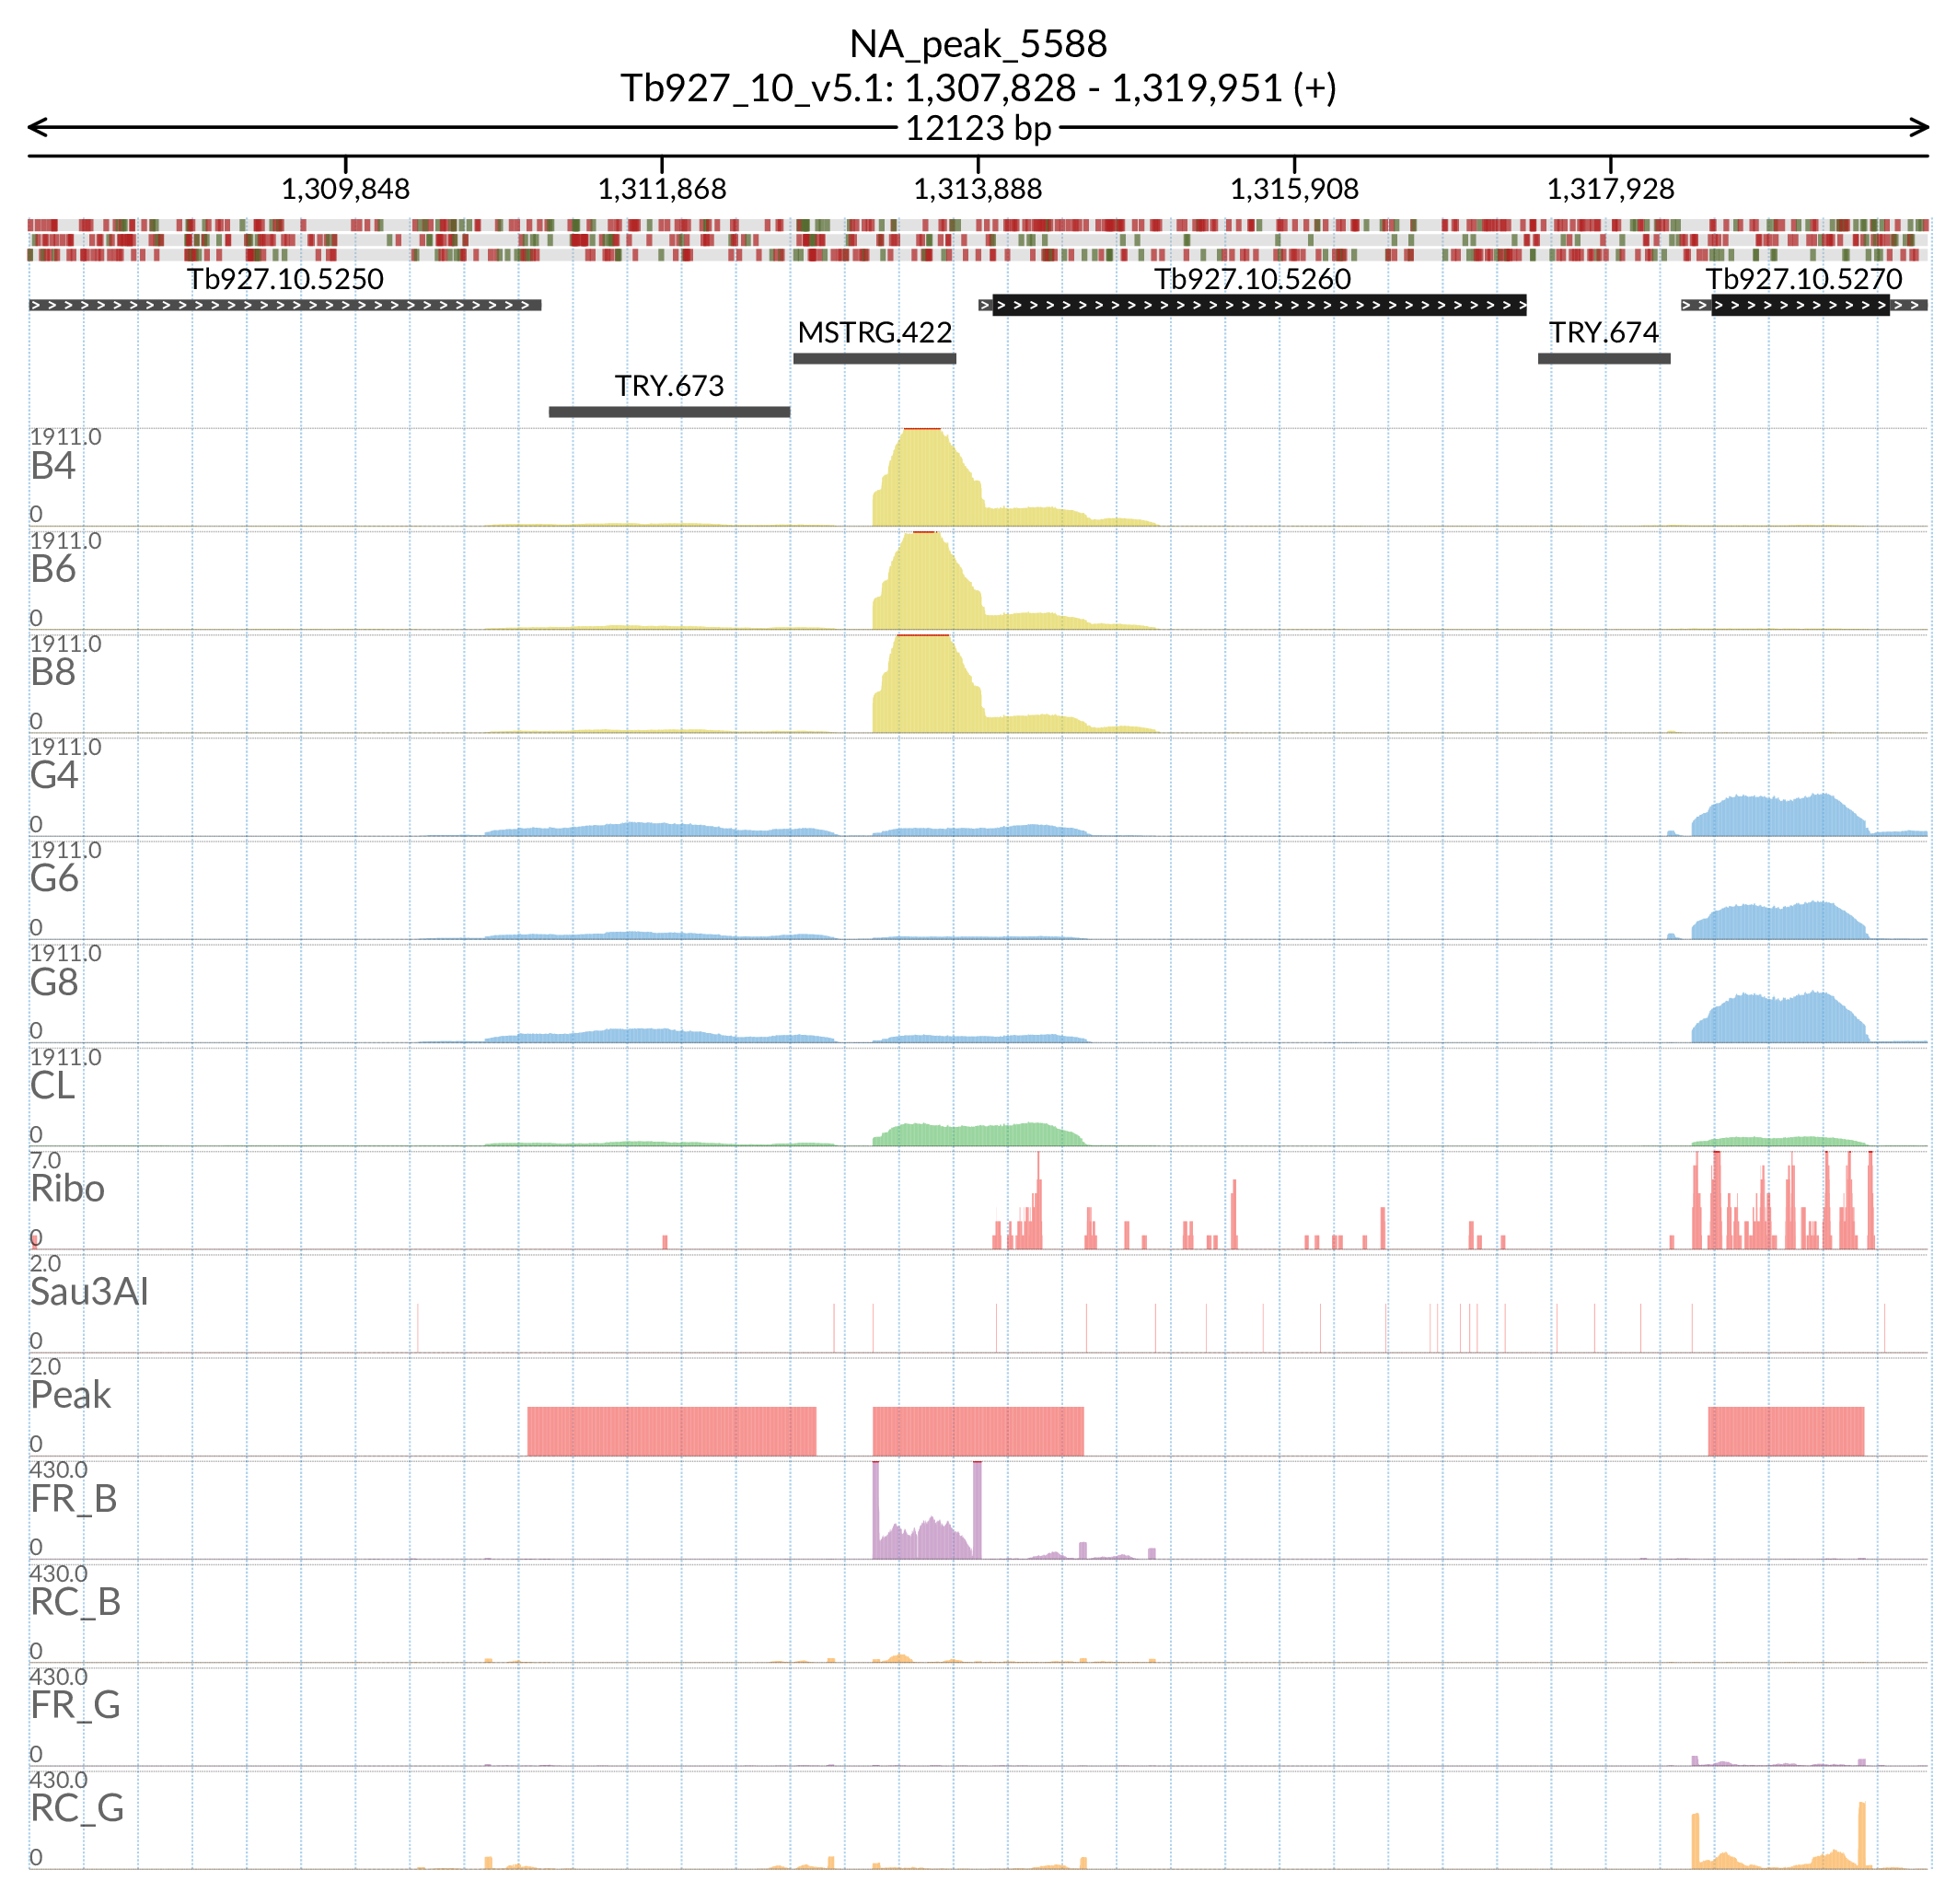 NA_peak_5588
Tb927_10_v5.1: 1,307,828 - 1,319,951 (+)
12123 bp
1,309,848 1,311,868 1,313,888 1,315,908 1,317,928
Tb927.10.5250 Tb927.10.5260 Tb927.10.5270
MSTRG.422 TRY.674
TRY.673
1911.0
B4
0
1911.0
B6
0
1911.0
B8
0
1911.0
G4
0
1911.0
G6
0
1911.0
G8
0
1911.0
CL
0
7.0
Ribo
0
2.0
Sau3AI
0
2.0
Peak
0
430.0
FR_B
0
430.0
RC_B
0
430.0
FR_G
0
430.0
RC_G
0